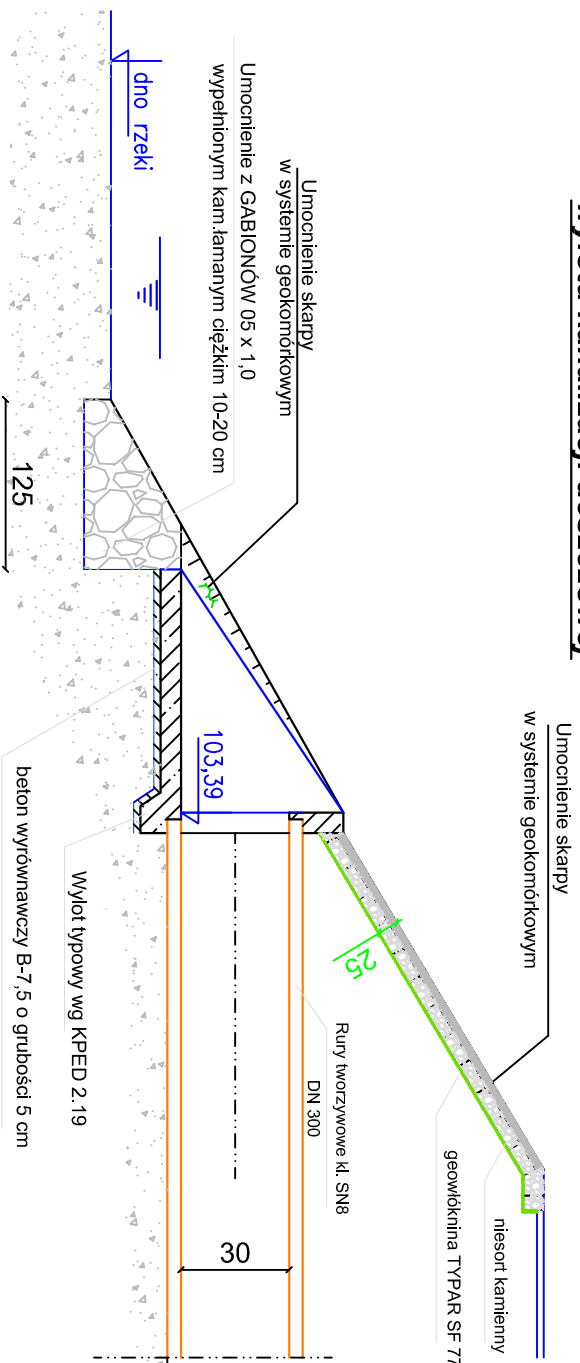 Umocnienie skarpy
w systemie geokomórkowym
Umocnienie z GABIONÓW 05 x 1,0
wypełnionym kam.łamanym ciężkim 10-20 cm
dno rzeki
125
103,39
Umocnienie skarpy
w systemie geokomórkowym
25
niesort kamienny
geowłóknina TYPAR SF 77
Rury tworzywowe kl. SN8
DN 300
30
Wylot typowy wg KPED 2.19
beton wyrównawczy B-7,5 o grubości 5 cm